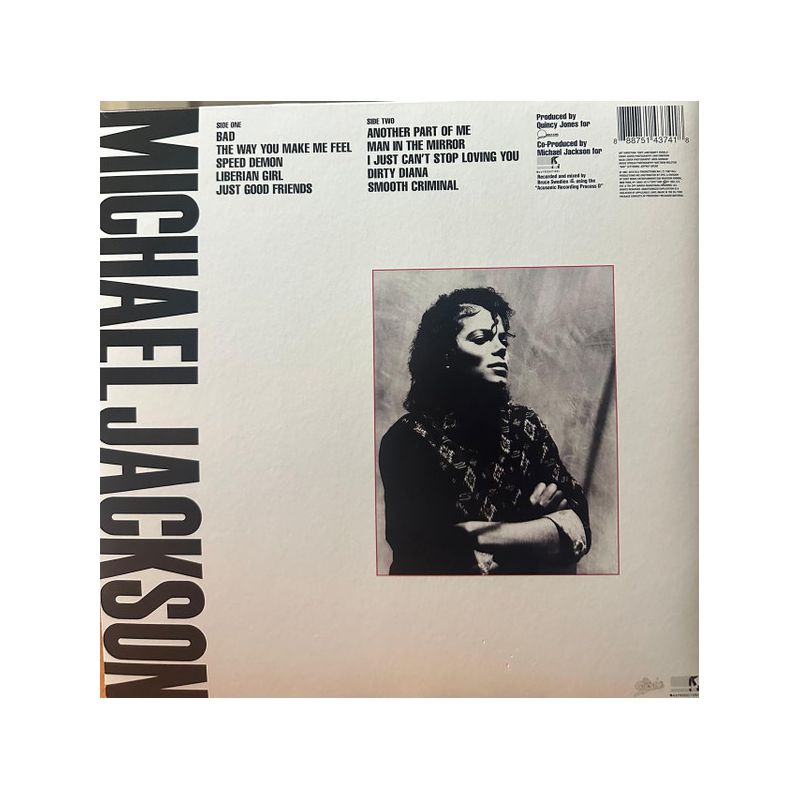 MICHAEL JACKSON
SIDE ONE
BAD
THE WAY YOU MAKE ME FEEL
SPEED DEMON
LIBERIAN GIRL
JUST GOOD FRIENDS
SIDE TWO
ANOTHER PART OF ME
MAN IN THE MIRROR
I JUST CAN'T STOP LOVING YOU
DIRTY DIANA
SMOOTH CRIMINAL
Produced by
Quincy Jones for
Co-Produced by
Michael Jackson for
Recorded and mixed by
Bruce Swedien using the
"Acusonic Recording Process ®"
8 88751 43741 8
Epic